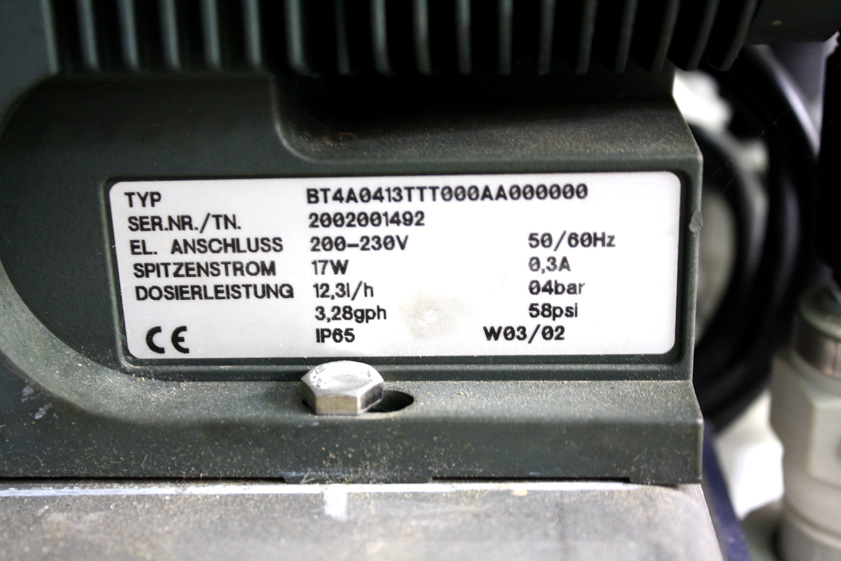 TYP BT4A0413TTT000AA000000
SER.NR./TN. 2002001492
EL. ANSCHLUSS 200-230V 50/60Hz
SPITZENSTROM 17W 0,3A
DOSIERLEISTUNG 12,3l/h 04bar
3,28gph 58psi
CE IP65 W03/02